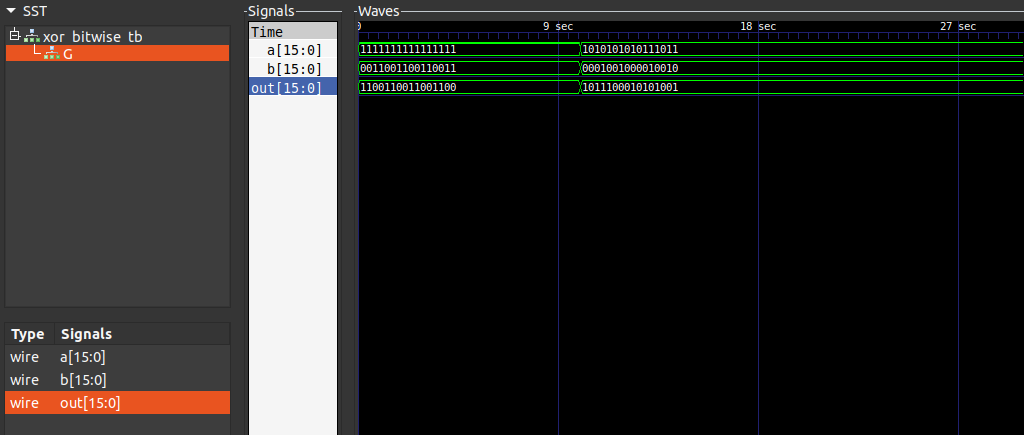 SST
xor_bitwise_tb
G
Type Signals
wire a[15:0]
wire b[15:0]
wire out[15:0]
Signals
Time
a[15:0]
b[15:0]
out[15:0]
Waves
0 9 sec 18 sec 27 sec
1111111111111111 1010101010111011
0011001100110011 0001001000010010
1100110011001100 1011100010101001